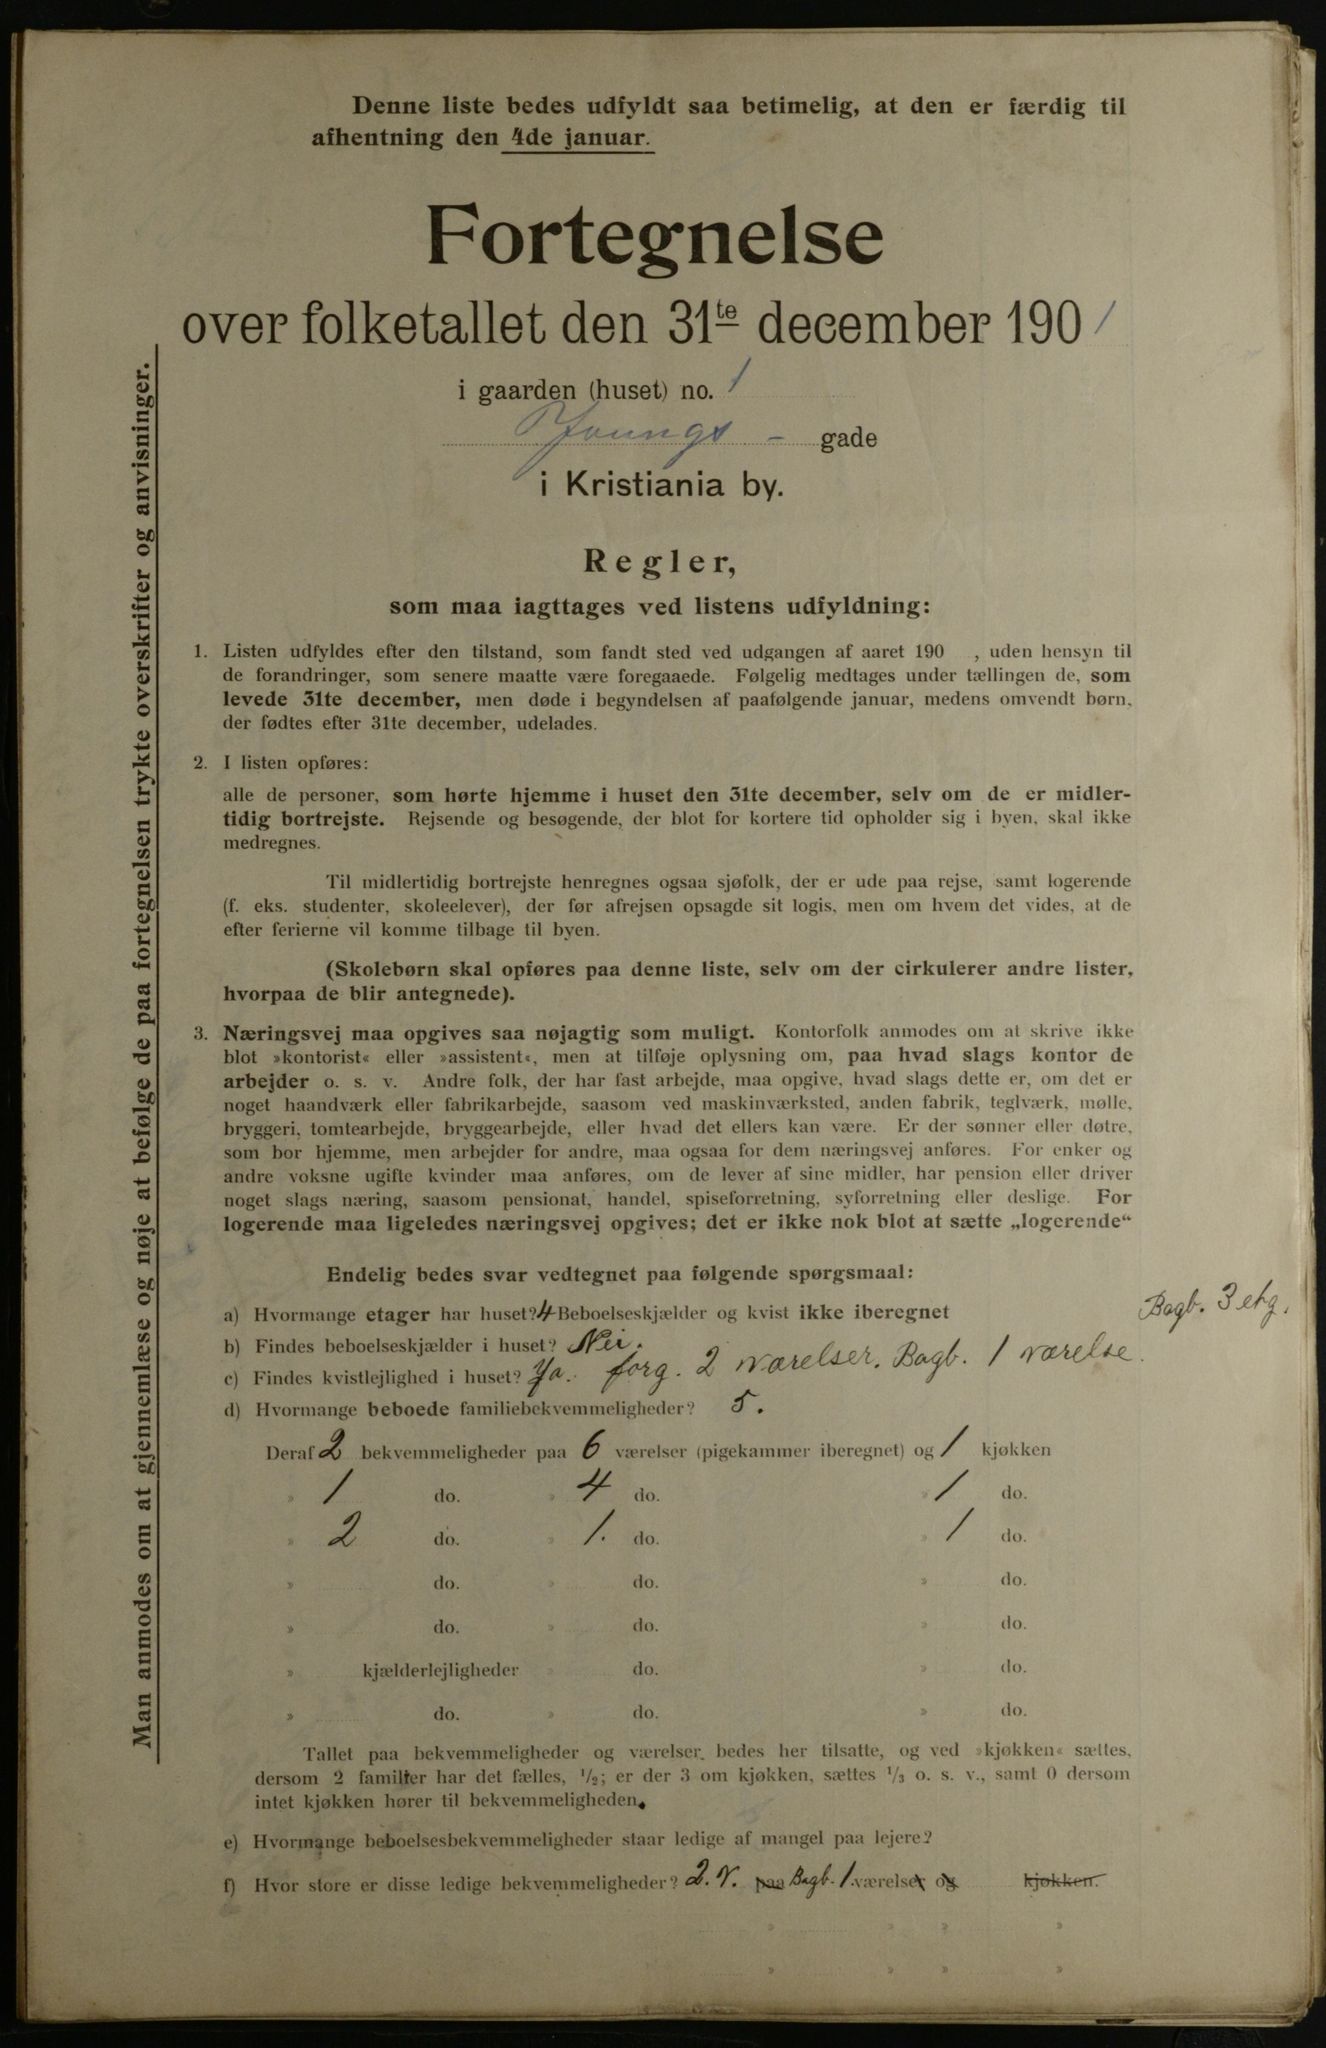 Denne liste bedes udfyldt saa betimelig, at den er færdig til
afhentning den 4de januar.
Fortegnelse
over folketallet den 31te december 1901
i gaarden (huset) no. 1
Youngs - gade
i Kristiania by.
Regler,
som maa iagttages ved listens udfyldning:
1. Listen udfyldes efter den tilstand, som fandt sted ved udgangen af aaret 190 , uden hensyn til
de forandringer, som senere maatte være foregaaede. Følgelig medtages under tællingen de, som
levede 31te december, men døde i begyndelsen af paafølgende januar, medens omvendt børn,
der fødtes efter 31te december, udelades.
2. I listen opføres:
alle de personer, som hørte hjemme i huset den 31te december, selv om de er midler-
tidig bortrejste. Rejsende og besøgende, der blot for kortere tid opholder sig i byen, skal ikke
medregnes.
Til midlertidig bortrejste henregnes ogsaa sjøfolk, der er ude paa rejse, samt logerende
(f. eks. studenter, skoleelever), der før afrejsen opsagde sit logis, men om hvem det vides, at de
efter ferierne vil komme tilbage til byen.
(Skolebørn skal opføres paa denne liste, selv om der cirkulerer andre lister,
hvorpaa de blir antegnede).
3. Næringsvej maa opgives saa nøjagtig som muligt. Kontorfolk anmodes om at skrive ikke
blot »kontorist« eller »assistent«, men at tilføje oplysning om, paa hvad slags kontor de
arbejder o. s. v. Andre folk, der har fast arbejde, maa opgive, hvad slags dette er, om det er
noget haandværk eller fabrikarbejde, saasom ved maskinværksted, anden fabrik, teglværk, mølle,
bryggeri, tomtearbejde, bryggearbejde, eller hvad det ellers kan være. Er der sønner eller døtre,
som bor hjemme, men arbejder for andre, maa ogsaa for dem næringsvej anføres. For enker og
andre voksne ugifte kvinder maa anføres, om de lever af sine midler, har pension eller driver
noget slags næring, saasom pensionat, handel, spiseforretning, syforretning eller deslige. For
logerende maa ligeledes næringsvej opgives; det er ikke nok blot at sætte „logerende“
Endelig bedes svar vedtegnet paa følgende spørgsmaal:
a) Hvormange etager har huset? 4 Beboelseskjælder og kvist ikke iberegnet Bagb. 3 etg.
b) Findes beboelseskjælder i huset? Nei.
c) Findes kvistlejlighed i huset? Ja. forg. 2 værelser. Bagb. 1 værelse.
d) Hvormange beboede familiebekvemmeligheder? 5.
Deraf 2 bekvemmeligheder paa 6 værelser (pigekammer iberegnet) og 1 kjøkken
» 1 do. » 4 do. » 1 do.
» 2 do. » 1. do. » 1 do.
» do. » do. » do.
» do. » do. » do.
» kjælderlejligheder » do. » do.
» do. » do. » do.
Tallet paa bekvemmeligheder og værelser bedes her tilsatte, og ved »kjøkken« sættes,
dersom 2 familier har det fælles, 1/2; er der 3 om kjøkken, sættes 1/3 o. s. v., samt 0 dersom
intet kjøkken hører til bekvemmeligheden.
e) Hvormange beboelsesbekvemmeligheder staar ledige af mangel paa lejere?
f) Hvor store er disse ledige bekvemmeligheder? 2. V. paa Bagb. 1. værelser og kjøkken.
» » » »
» » » »
Man anmodes om at gjennemlæse og nøje at befølge de paa fortegnelsen trykte overskrifter og anvisninger.